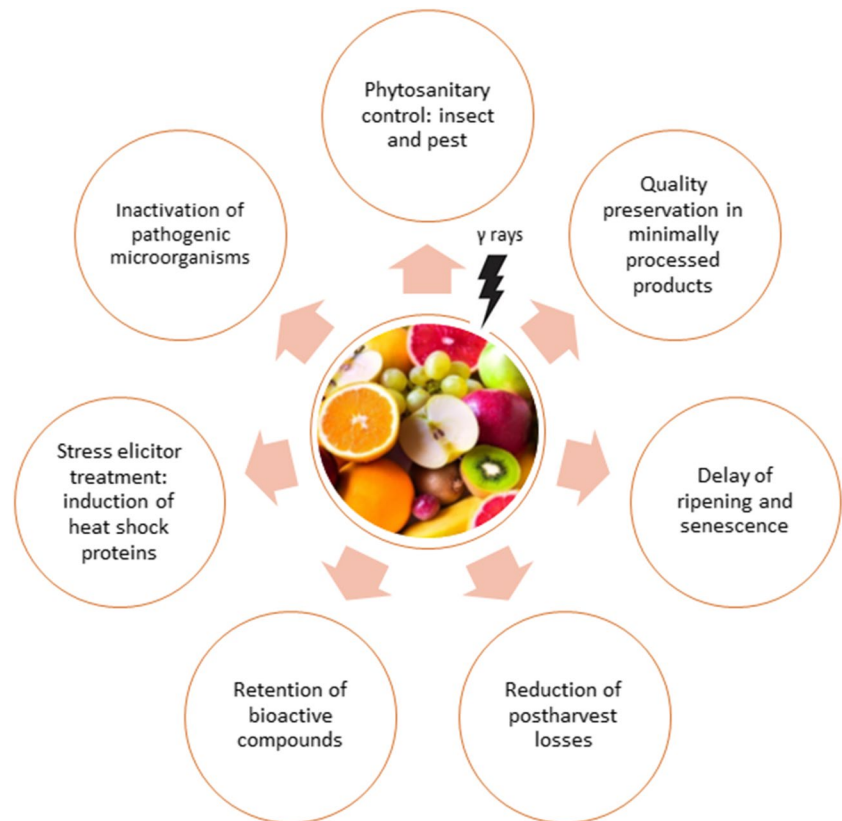 Phytosanitary
control: insect
and pest
Quality
preservation in
minimally
processed
products
Delay of
ripening and
senescence
Reduction of
postharvest
losses
Retention of
bioactive
compounds
Stress elicitor
treatment:
induction of
heat shock
proteins
Inactivation of
pathogenic
microorganisms
γ rays